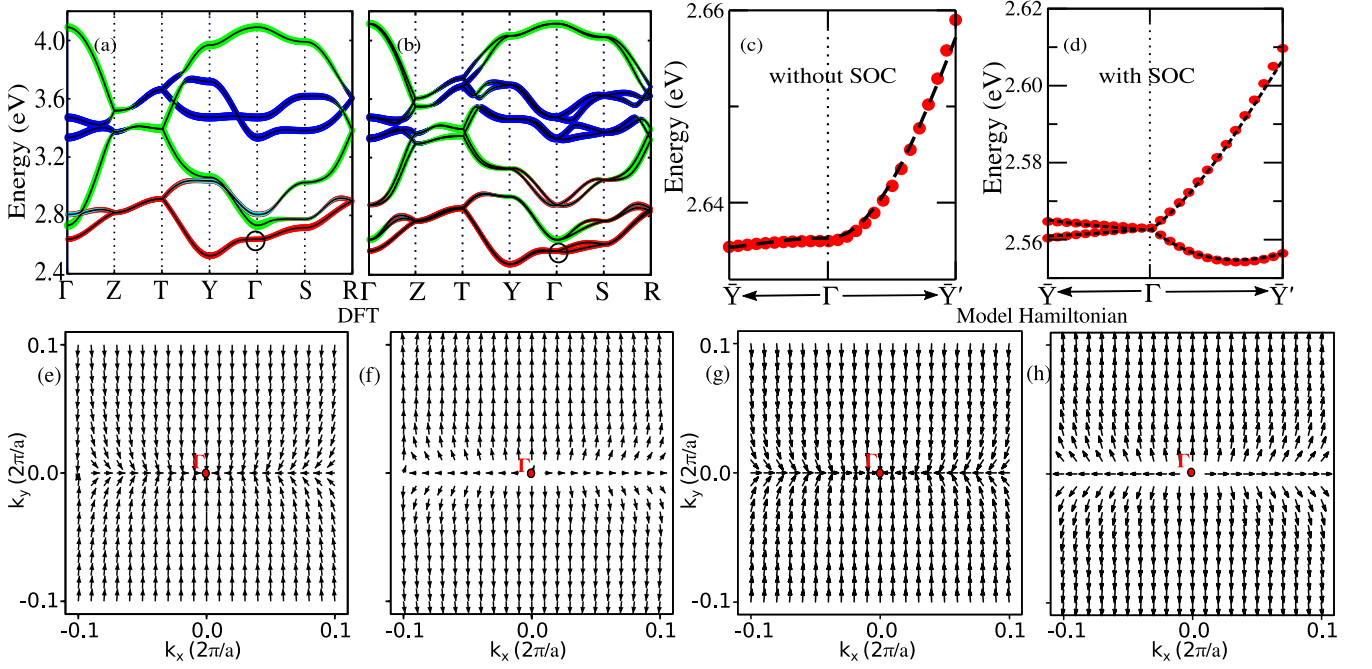 (a)
Energy (eV)
4.0
3.6
3.2
2.8
2.4
Γ Z T Y Γ S R
(b)
Γ Z T Y Γ S R
(c)
without SOC
Energy (eV)
2.66
2.64
Ȳ Γ Ȳ′
(d)
with SOC
Energy (eV)
2.62
2.60
2.58
2.56
Ȳ Γ Ȳ′
DFT
Model Hamiltonian
(e)
k_y (2π/a)
0.1
0.0
-0.1
Γ
-0.1 0.0 0.1
k_x (2π/a)
(f)
Γ
-0.1 0.0 0.1
k_x (2π/a)
(g)
k_y (2π/a)
0.1
0.0
-0.1
Γ
-0.1 0.0 0.1
k_x (2π/a)
(h)
Γ
-0.1 0.0 0.1
k_x (2π/a)